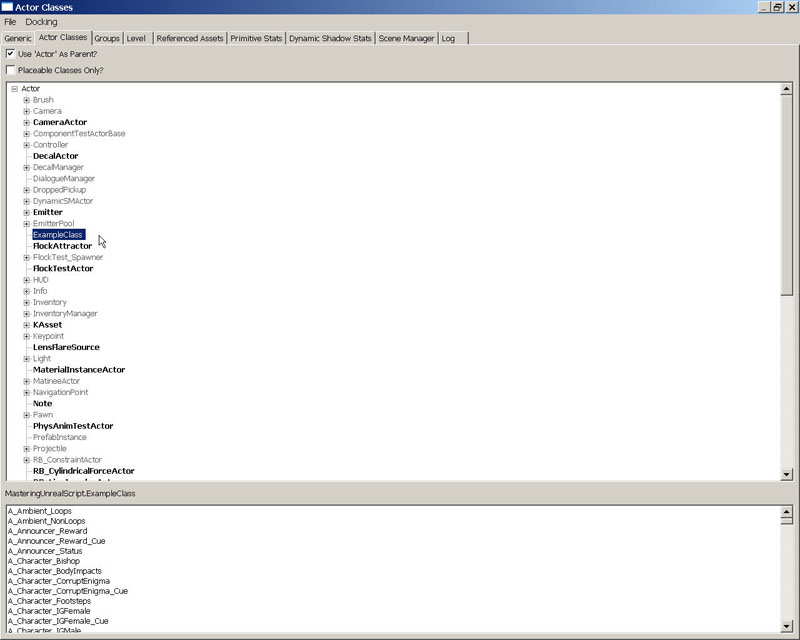 Actor Classes
File Docking
Generic Actor Classes Groups Level Referenced Assets Primitive Stats Dynamic Shadow Stats Scene Manager Log
Use 'Actor' As Parent?
Placeable Classes Only?
Actor
Brush
Camera
CameraActor
ComponentTestActorBase
Controller
DecalActor
DecalManager
DialogueManager
DroppedPickup
DynamicSMActor
Emitter
EmitterPool
ExampleClass
FlockAttractor
FlockTest_Spawner
FlockTestActor
HUD
Info
Inventory
InventoryManager
KAsset
Keypoint
LensFlareSource
Light
MaterialInstanceActor
MatineeActor
NavigationPoint
Note
Pawn
PhysAnimTestActor
PrefabInstance
Projectile
RB_ConstraintActor
RB_CylindricalForceActor
MasteringUnrealScript.ExampleClass
A_Ambient_Loops
A_Ambient_NonLoops
A_Announcer_Reward
A_Announcer_Reward_Cue
A_Announcer_Status
A_Character_Bishop
A_Character_BodyImpacts
A_Character_CorruptEnigma
A_Character_CorruptEnigma_Cue
A_Character_Footsteps
A_Character_IGFemale
A_Character_IGFemale_Cue
A_Character_IGMale